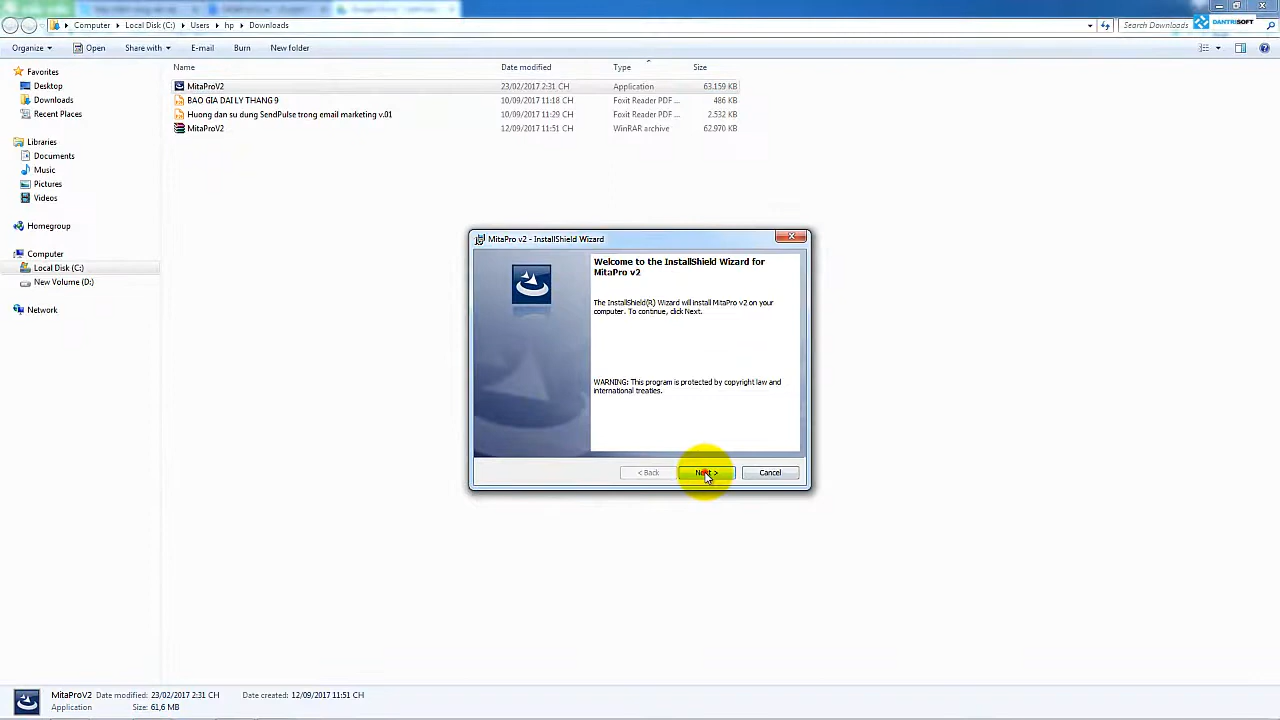 Computer ▸ Local Disk (C:) ▸ Users ▸ hp ▸ Downloads
Search Downloads
DANTRISOFT
Organize ▾ Open Share with ▾ E-mail Burn New folder
Name Date modified Type Size
MitaProV2 23/02/2017 2:31 CH Application 63.159 KB
BAO GIA DAI LY THANG 9 10/09/2017 11:18 CH Foxit Reader PDF ... 486 KB
Huong dan su dung SendPulse trong email marketing v.01 10/09/2017 11:29 CH Foxit Reader PDF ... 2.532 KB
MitaProV2 12/09/2017 11:51 CH WinRAR archive 62.970 KB
Favorites
Desktop
Downloads
Recent Places
Libraries
Documents
Music
Pictures
Videos
Homegroup
Computer
Local Disk (C:)
New Volume (D:)
Network
MitaPro v2 - InstallShield Wizard
Welcome to the InstallShield Wizard for
MitaPro v2
The InstallShield(R) Wizard will install MitaPro v2 on your
computer. To continue, click Next.
WARNING: This program is protected by copyright law and
international treaties.
< Back Next > Cancel
MitaProV2 Date modified: 23/02/2017 2:31 CH Date created: 12/09/2017 11:51 CH
Application Size: 61,6 MB